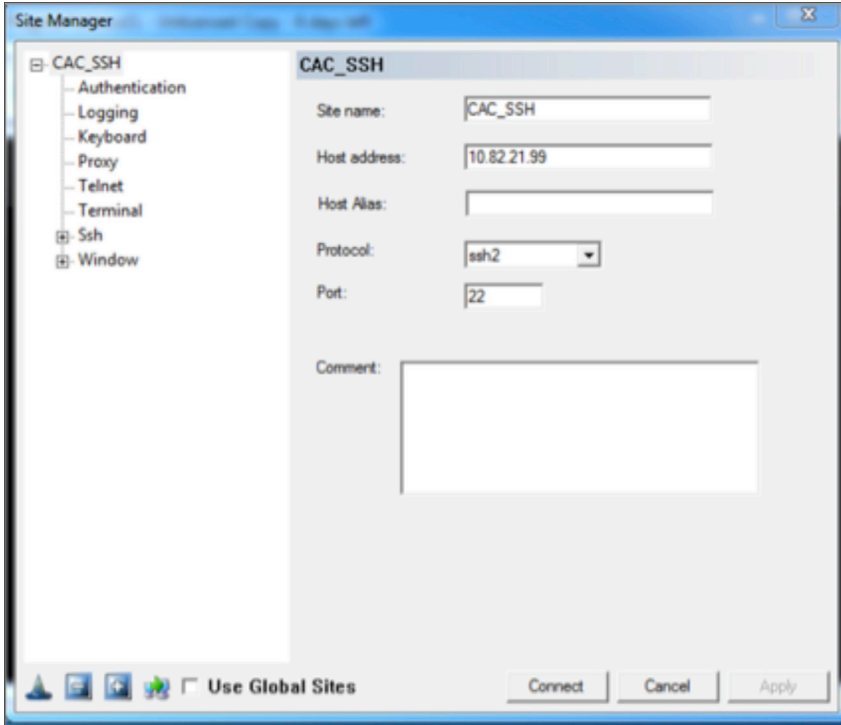 Site Manager
CAC_SSH
Authentication
Logging
Keyboard
Proxy
Telnet
Terminal
Ssh
Window
CAC_SSH
Site name: CAC_SSH
Host address: 10.82.21.99
Host Alias:
Protocol: ssh2
Port: 22
Comment:
Use Global Sites
Connect Cancel Apply